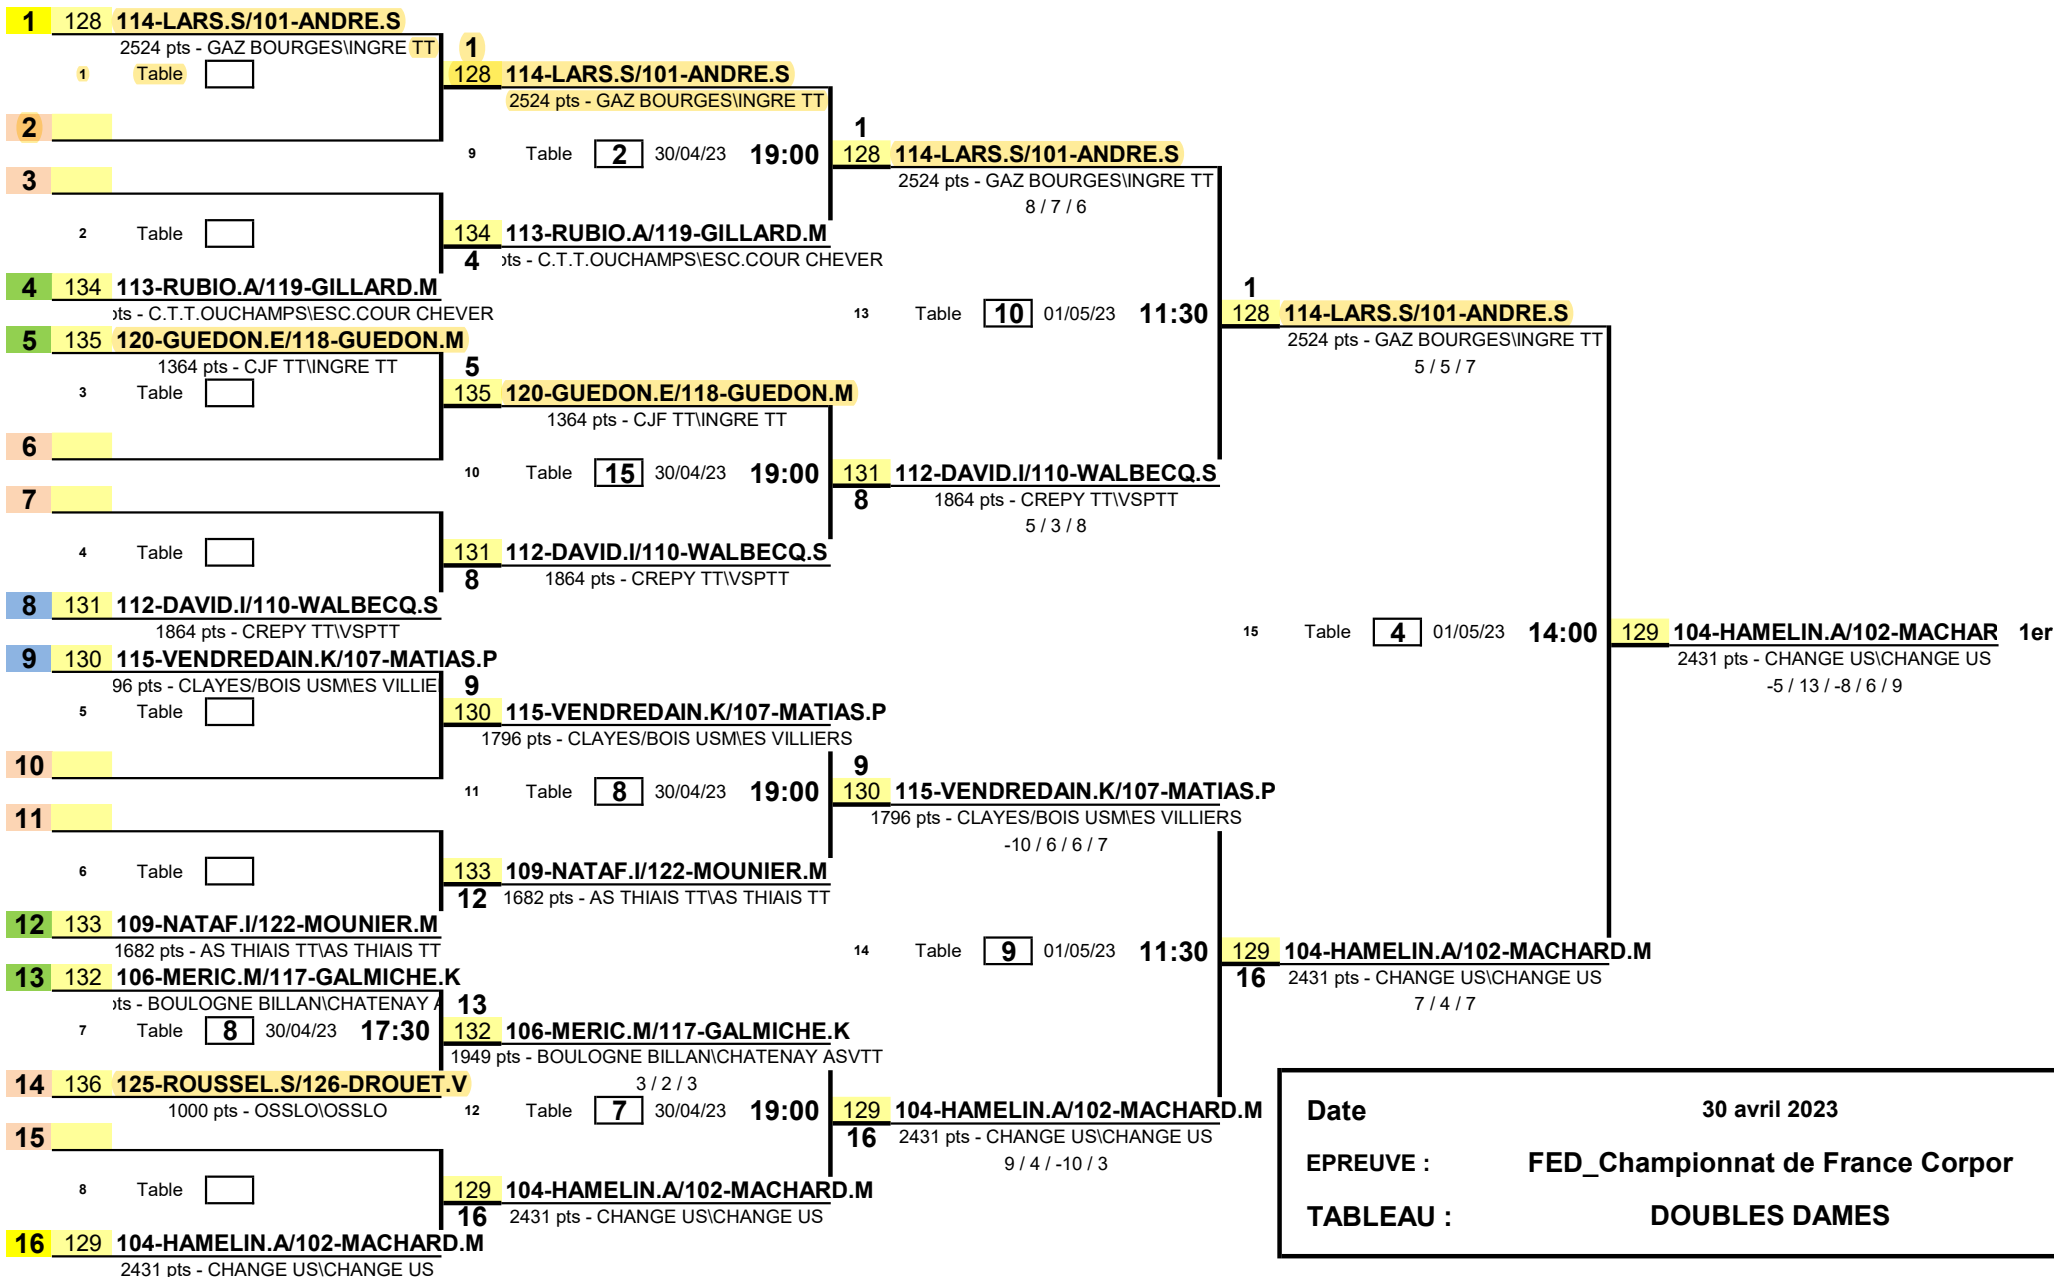 1 128 114-LARS.S/101-ANDRE.S
2524 pts - GAZ BOURGES\INGRE TT
1 Table
2
3
2 Table
4 134 113-RUBIO.A/119-GILLARD.M
pts - C.T.T.OUCHAMPS\ESC.COUR CHEVER
5 135 120-GUEDON.E/118-GUEDON.M
1364 pts - CJF TT\INGRE TT
3 Table
6
7
4 Table
8 131 112-DAVID.I/110-WALBECQ.S
1864 pts - CREPY TT\VSPTT
9 130 115-VENDREDAIN.K/107-MATIAS.P
96 pts - CLAYES/BOIS USM\ES VILLIE
5 Table
10
11
6 Table
12 133 109-NATAF.I/122-MOUNIER.M
1682 pts - AS THIAIS TT\AS THIAIS TT
13 132 106-MERIC.M/117-GALMICHE.K
pts - BOULOGNE BILLAN\CHATENAY A
7 Table 8 30/04/23 17:30
14 136 125-ROUSSEL.S/126-DROUET.V
1000 pts - OSSLO\OSSLO
15
8 Table
16 129 104-HAMELIN.A/102-MACHARD.M
2431 pts - CHANGE US\CHANGE US
1
128 114-LARS.S/101-ANDRE.S
2524 pts - GAZ BOURGES\INGRE TT
9 Table 2 30/04/23 19:00
134 113-RUBIO.A/119-GILLARD.M
4 pts - C.T.T.OUCHAMPS\ESC.COUR CHEVER
5
135 120-GUEDON.E/118-GUEDON.M
1364 pts - CJF TT\INGRE TT
10 Table 15 30/04/23 19:00
131 112-DAVID.I/110-WALBECQ.S
8 1864 pts - CREPY TT\VSPTT
9
130 115-VENDREDAIN.K/107-MATIAS.P
1796 pts - CLAYES/BOIS USM\ES VILLIERS
11 Table 8 30/04/23 19:00
133 109-NATAF.I/122-MOUNIER.M
12 1682 pts - AS THIAIS TT\AS THIAIS TT
13
132 106-MERIC.M/117-GALMICHE.K
1949 pts - BOULOGNE BILLAN\CHATENAY ASVTT
3 / 2 / 3
12 Table 7 30/04/23 19:00
129 104-HAMELIN.A/102-MACHARD.M
16 2431 pts - CHANGE US\CHANGE US
1
128 114-LARS.S/101-ANDRE.S
2524 pts - GAZ BOURGES\INGRE TT
8 / 7 / 6
13 Table 10 01/05/23 11:30
131 112-DAVID.I/110-WALBECQ.S
8 1864 pts - CREPY TT\VSPTT
5 / 3 / 8
9
130 115-VENDREDAIN.K/107-MATIAS.P
1796 pts - CLAYES/BOIS USM\ES VILLIERS
-10 / 6 / 6 / 7
14 Table 9 01/05/23 11:30
129 104-HAMELIN.A/102-MACHARD.M
16 2431 pts - CHANGE US\CHANGE US
9 / 4 / -10 / 3
1
128 114-LARS.S/101-ANDRE.S
2524 pts - GAZ BOURGES\INGRE TT
5 / 5 / 7
15 Table 4 01/05/23 14:00
129 104-HAMELIN.A/102-MACHARD.M
16 2431 pts - CHANGE US\CHANGE US
7 / 4 / 7
129 104-HAMELIN.A/102-MACHAR 1er
2431 pts - CHANGE US\CHANGE US
-5 / 13 / -8 / 6 / 9
Date 30 avril 2023
EPREUVE : FED_Championnat de France Corpor
TABLEAU : DOUBLES DAMES